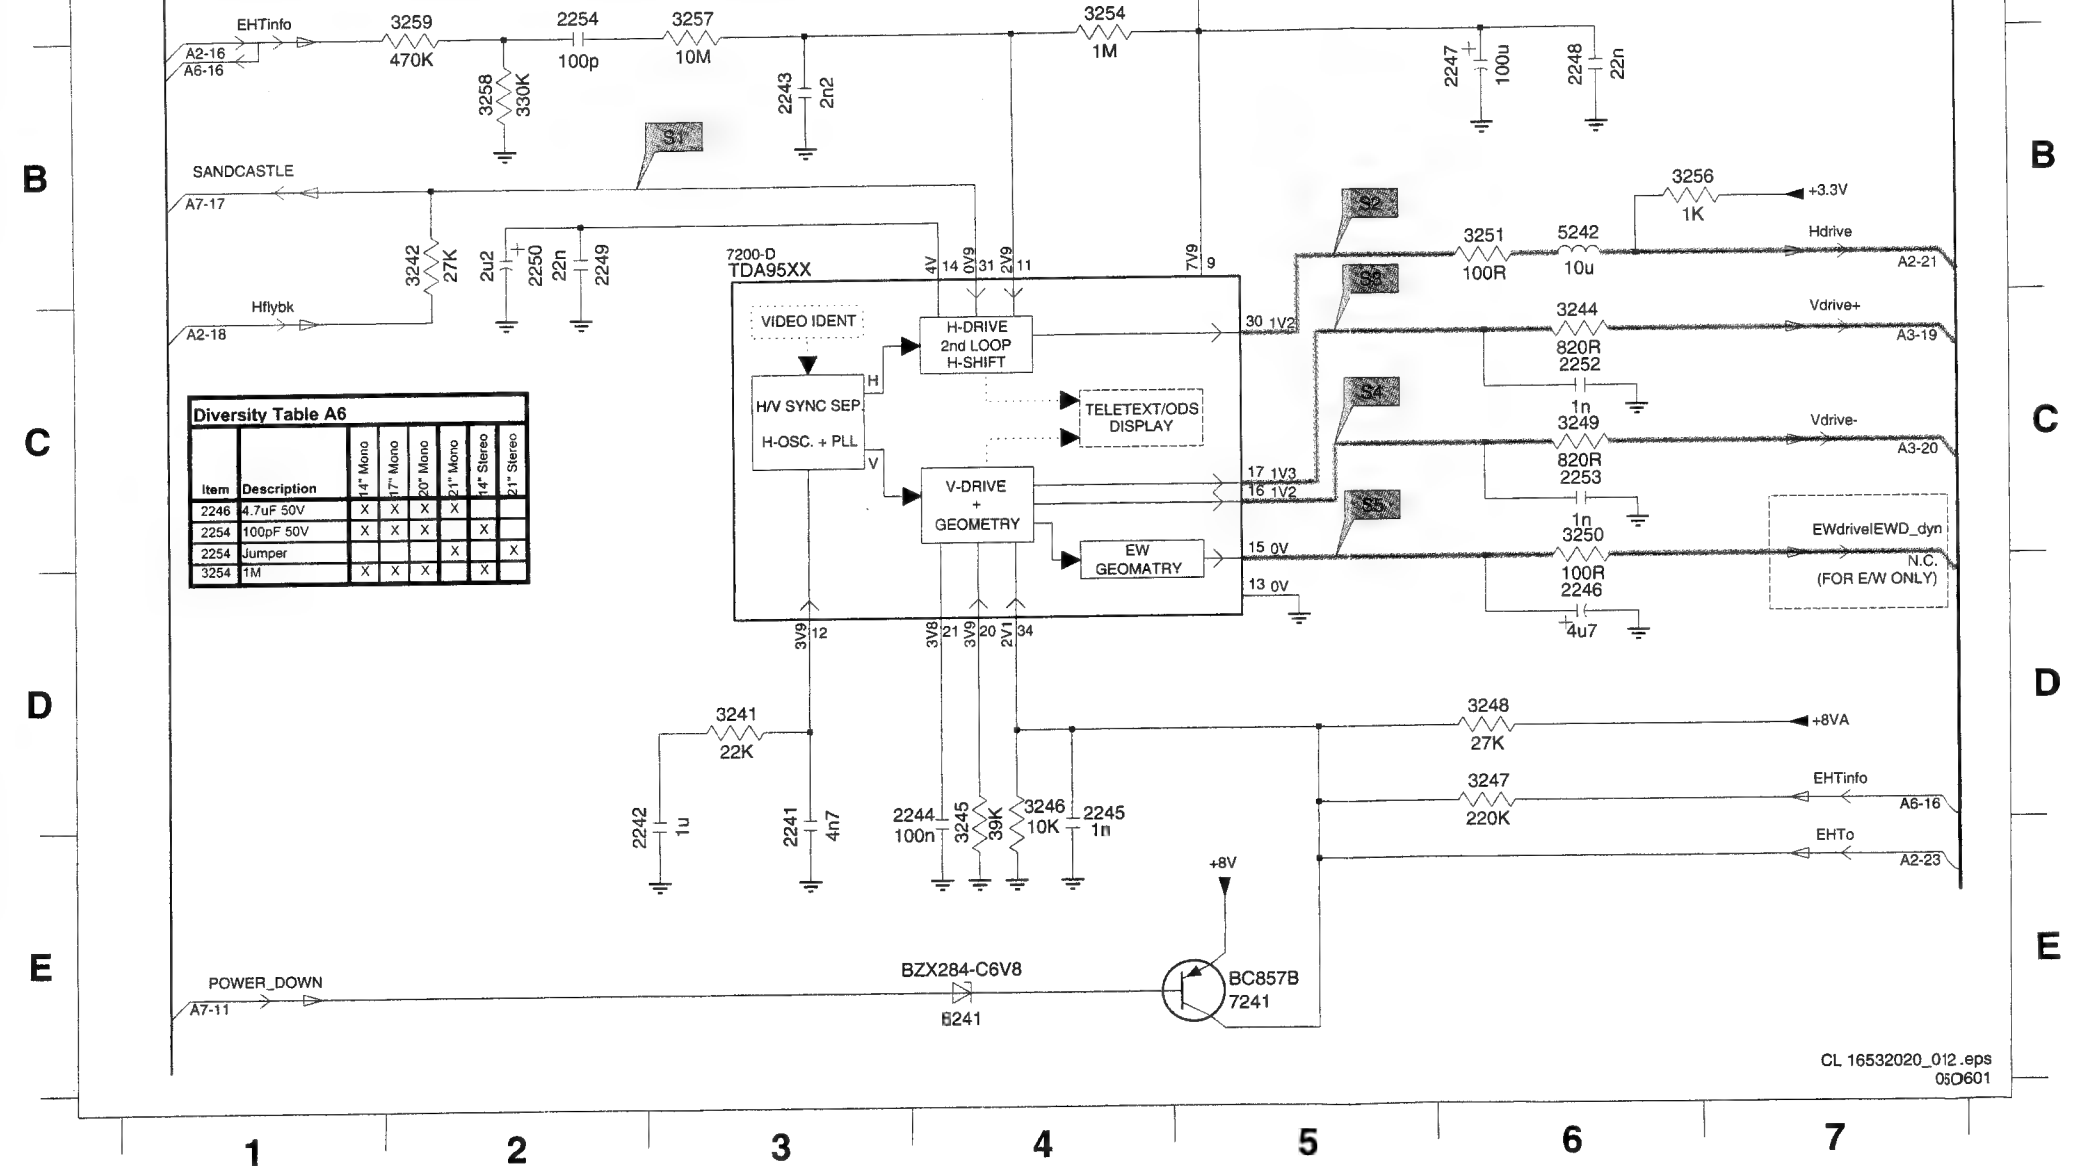 EHTinfo
A2-16
A6-16
3259
470K
2254
100p
3257
10M
3254
1M
3258
330K
2243
2n2
2247
+
100u
2248
22n
B
B
S1
SANDCASTLE
A7-17
3242
27K
2u2
+
2250
22n
2249
Hflybk
A2-18
3256
1K
+3.3V
S2
3251
100R
5242
10u
Hdrive
A2-21
7200-D
TDA95XX
4V
14
0V9
31
2V9
11
7V9
9
S3
VIDEO IDENT
H-DRIVE
2nd LOOP
H-SHIFT
30 1V2
3244
820R
2252
1n
Vdrive+
A3-19
H
H/V SYNC SEP.
H-OSC. + PLL
V
TELETEXT/ODS
DISPLAY
S4
3249
820R
2253
1n
Vdrive-
A3-20
C
C
Diversity Table A6
Item Description 14" Mono 17" Mono 20" Mono 21" Mono 14" Stereo 21" Stereo
2246 4.7uF 50V X X X X
2254 100pF 50V X X X X
2254 Jumper X X
3254 1M X X X X
V-DRIVE
+
GEOMETRY
17 1V3
16 1V2
S5
EW
GEOMATRY
15 0V
13 0V
3250
100R
2246
+
4u7
EWdrive|EWD_dyn
N.C.
(FOR E/W ONLY)
3V9
12
3V8
21
3V9
20
2V1
34
D
D
3241
22K
2242
1u
2241
4n7
2244
100n
3245
39K
3246
10K
2245
1n
3248
27K
+8VA
3247
220K
EHTinfo
A6-16
EHTo
A2-23
+8V
E
E
POWER_DOWN
A7-11
BZX284-C6V8
6241
BC857B
7241
CL 16532020_012.eps
050601
1
2
3
4
5
6
7